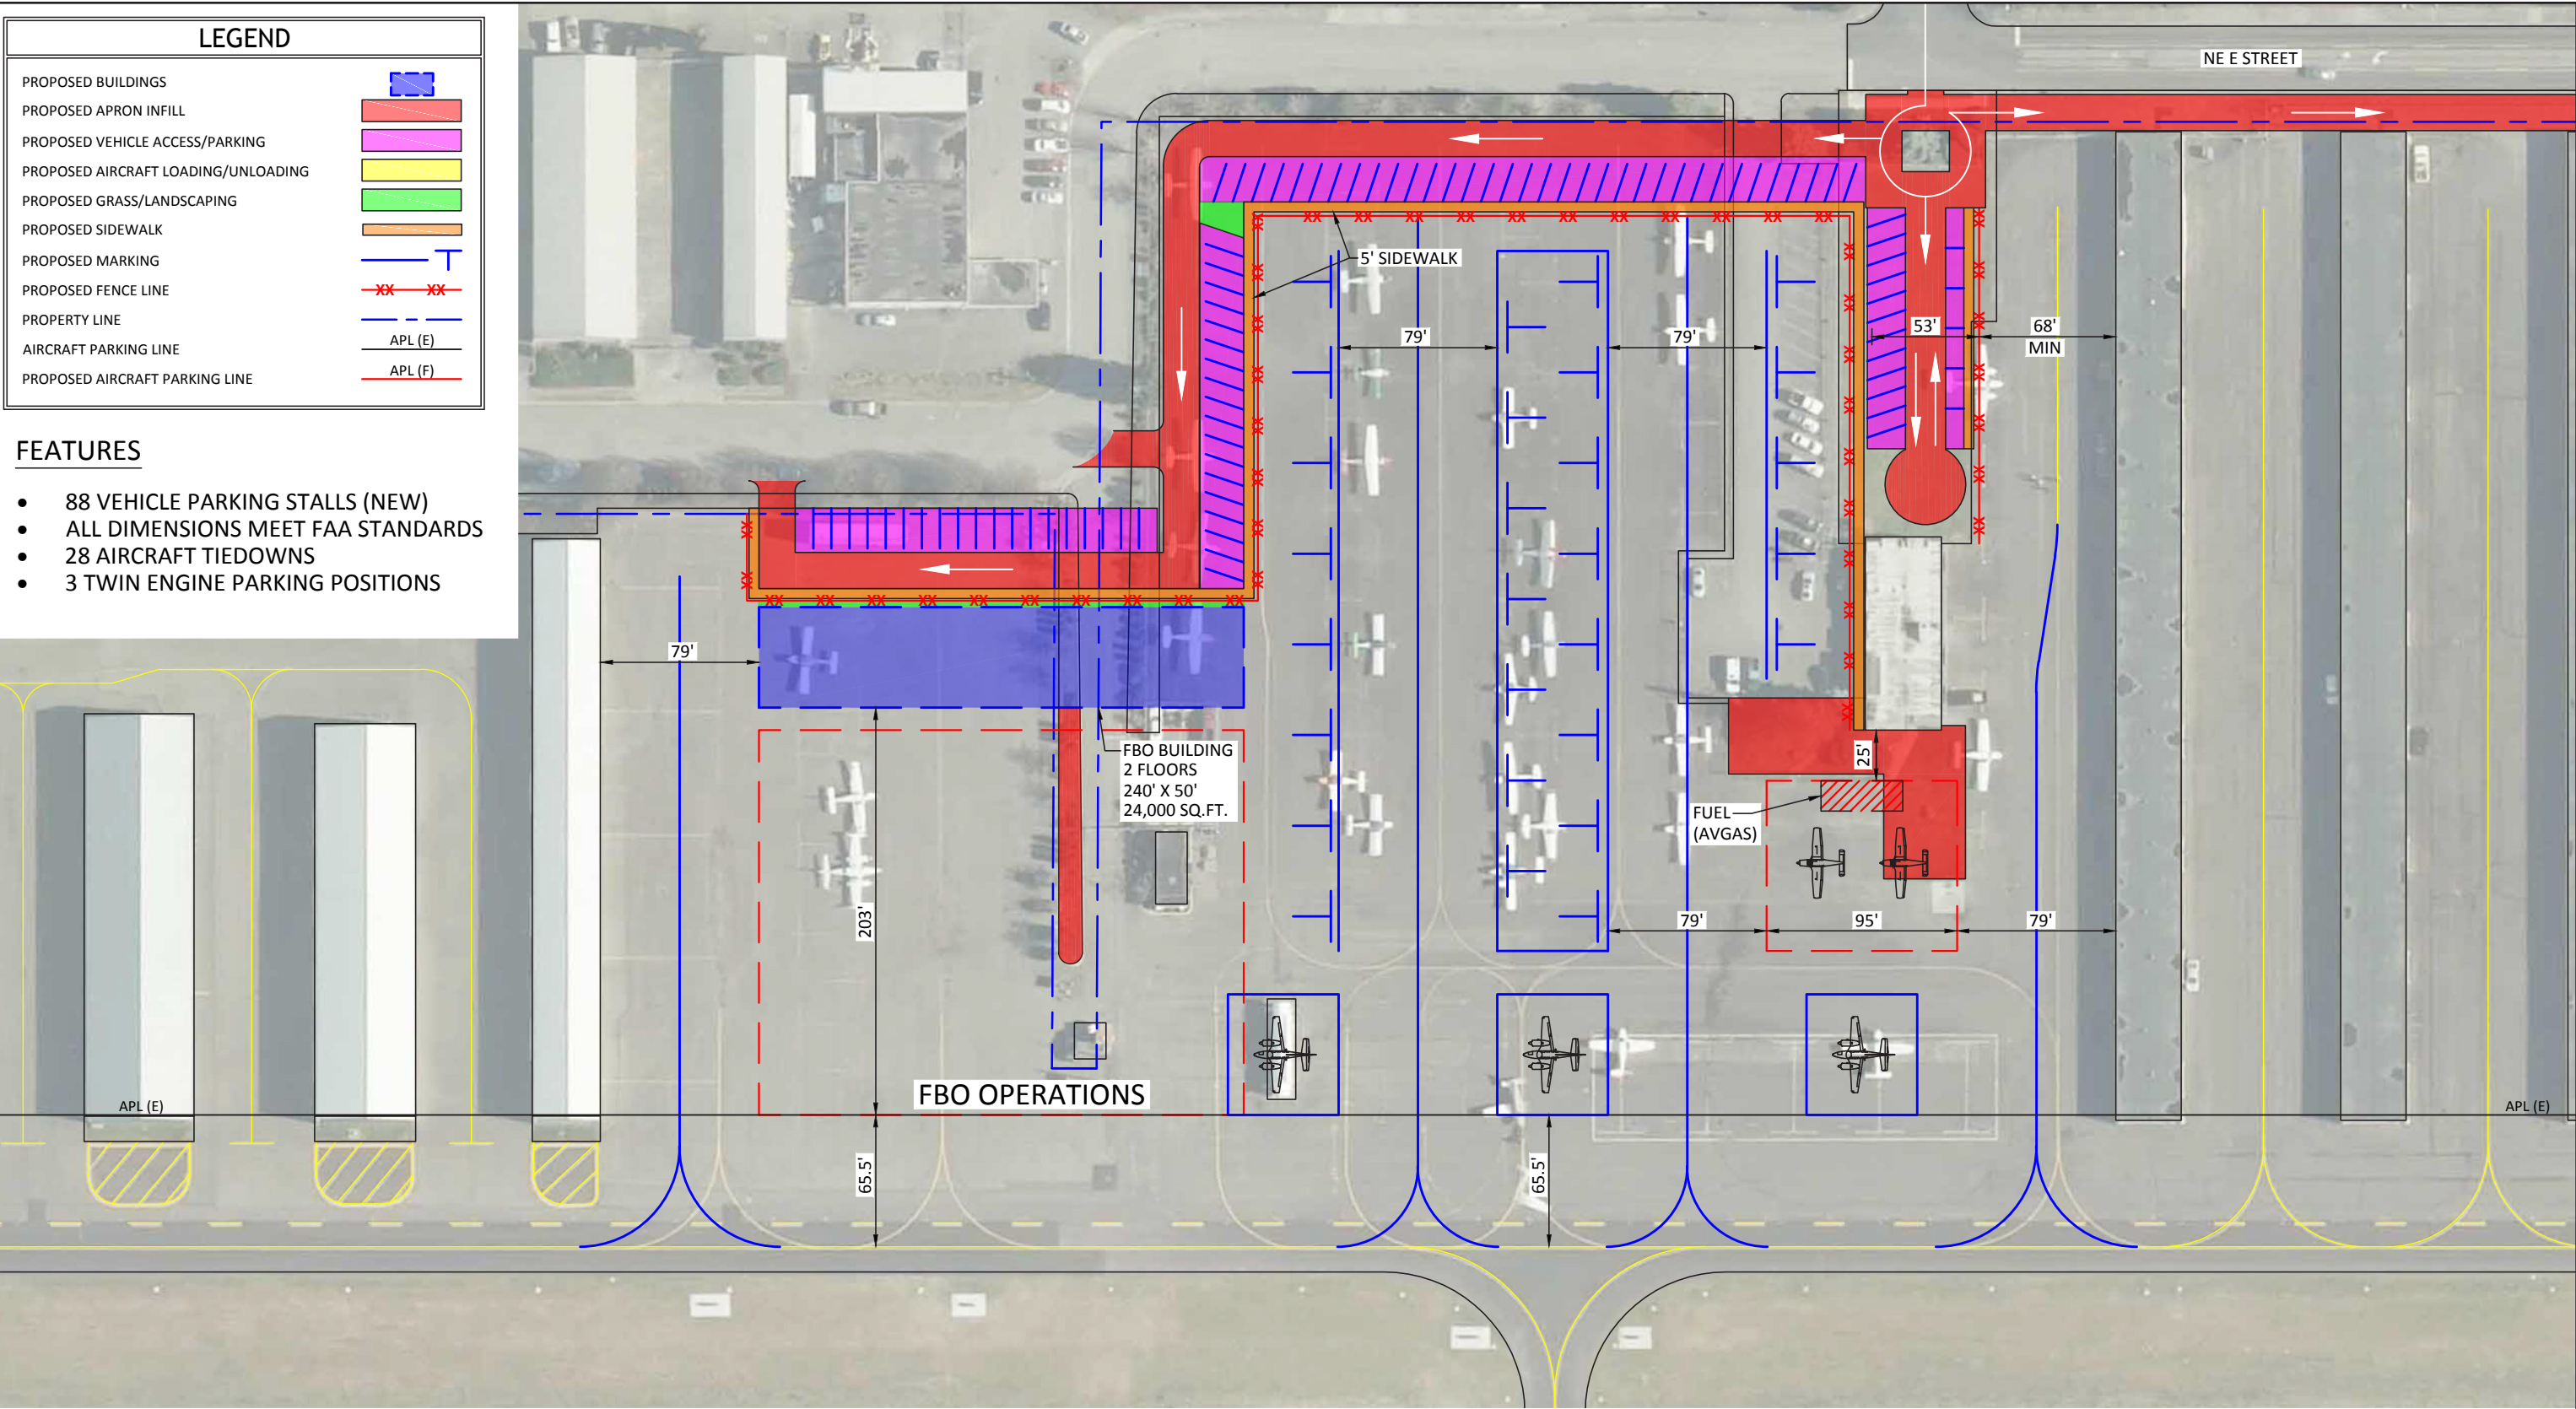 LEGEND
PROPOSED BUILDINGS
PROPOSED APRON INFILL
PROPOSED VEHICLE ACCESS/PARKING
PROPOSED AIRCRAFT LOADING/UNLOADING
PROPOSED GRASS/LANDSCAPING
PROPOSED SIDEWALK
PROPOSED MARKING
PROPOSED FENCE LINE
XX XX
PROPERTY LINE
AIRCRAFT PARKING LINE
APL (E)
PROPOSED AIRCRAFT PARKING LINE
APL (F)
FEATURES
• 88 VEHICLE PARKING STALLS (NEW)
• ALL DIMENSIONS MEET FAA STANDARDS
• 28 AIRCRAFT TIEDOWNS
• 3 TWIN ENGINE PARKING POSITIONS
NE E STREET
5' SIDEWALK
79'
79'
53'
68'
MIN
79'
FBO BUILDING
2 FLOORS
240' X 50'
24,000 SQ.FT.
25'
FUEL
(AVGAS)
203'
79'
95'
79'
FBO OPERATIONS
APL (E)
APL (E)
65.5'
65.5'